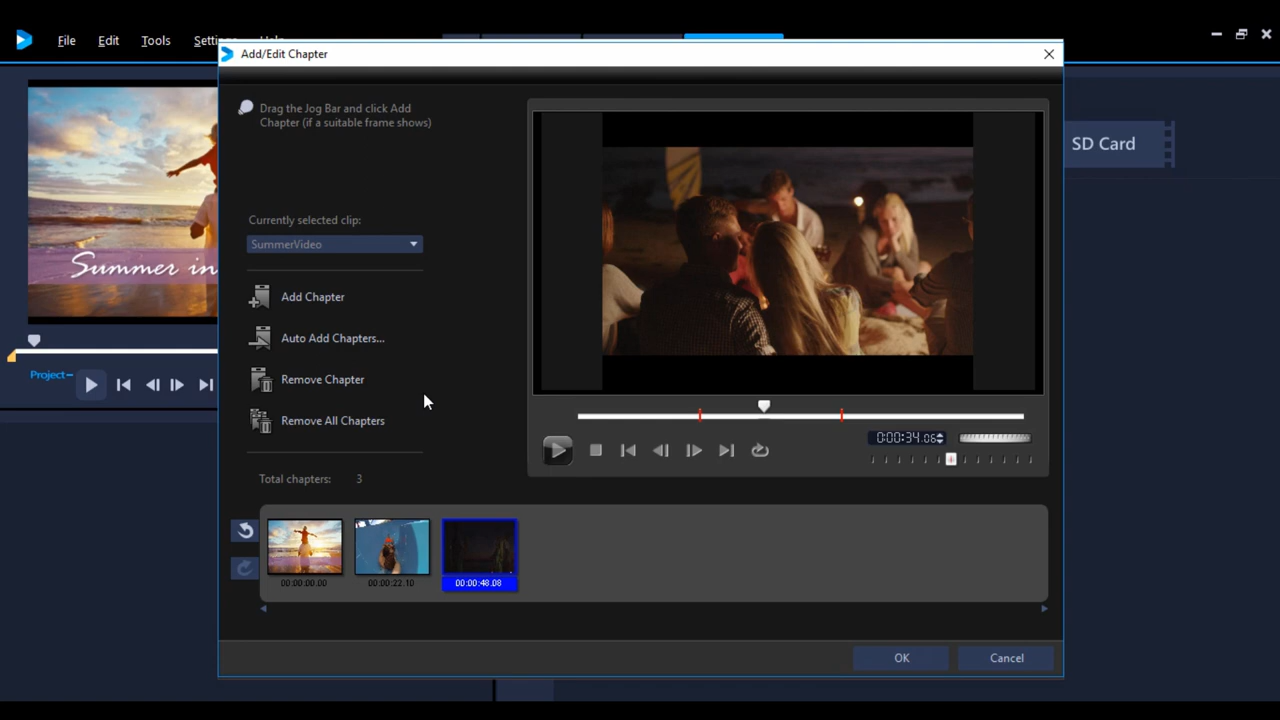 File Edit Tools
Add/Edit Chapter
Drag the Jog Bar and click Add
Chapter (if a suitable frame shows)
SD Card
Currently selected clip:
SummerVideo
Summer in
Add Chapter
Auto Add Chapters...
Remove Chapter
Remove All Chapters
Project
0:00:34.06
Total chapters: 3
00:00:00.00 00:00:22.10 00:00:48.08
OK Cancel